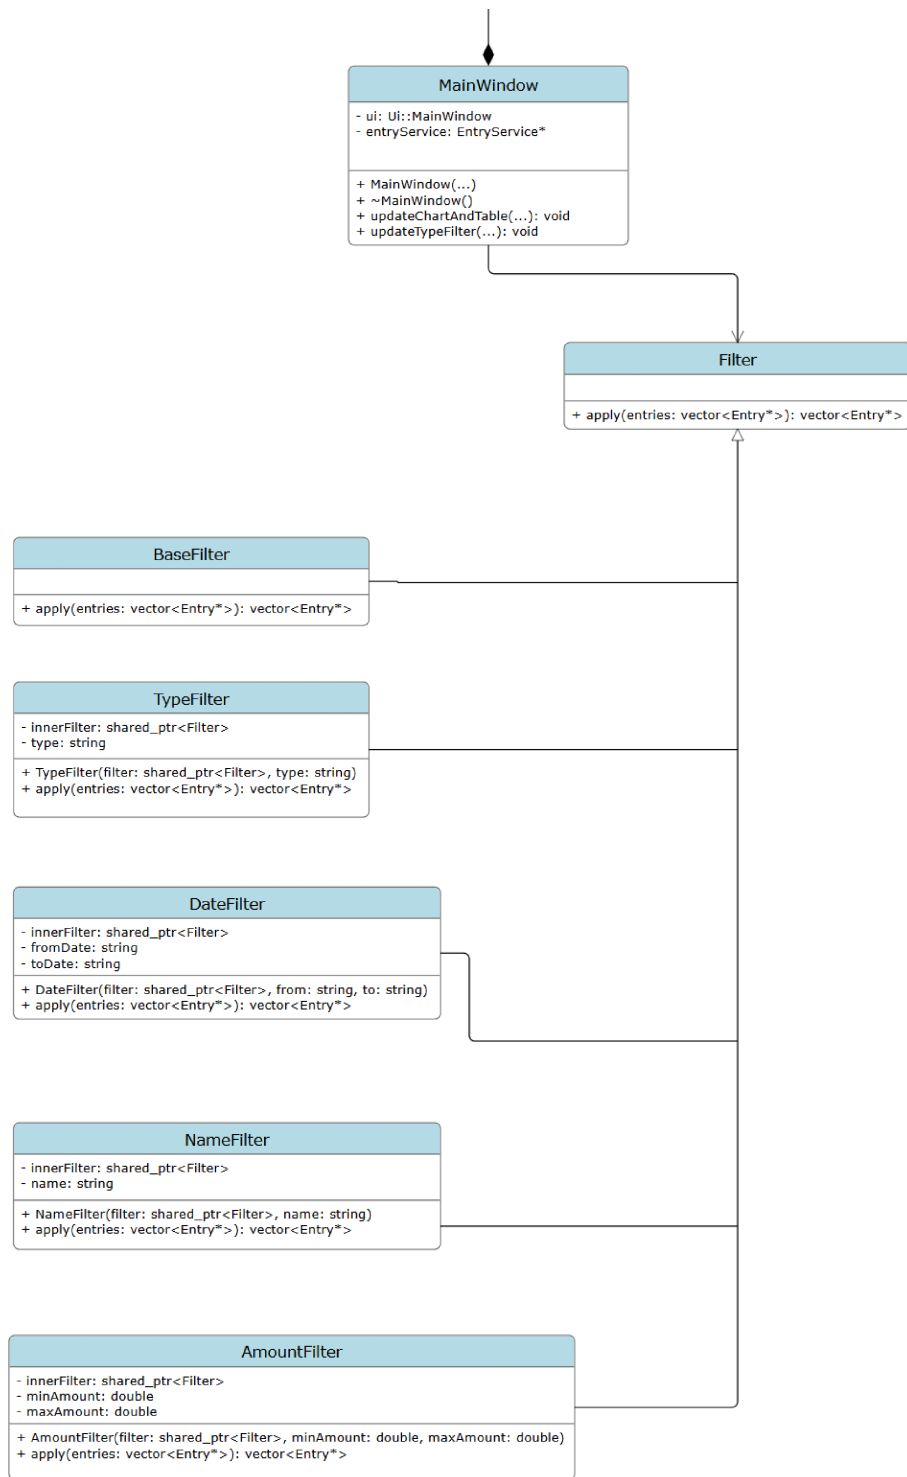 MainWindow
- ui: Ui::MainWindow
- entryService: EntryService*
+ MainWindow(...)
+ ~MainWindow()
+ updateChartAndTable(...): void
+ updateTypeFilter(...): void
Filter
+ apply(entries: vector<Entry*>): vector<Entry*>
BaseFilter
+ apply(entries: vector<Entry*>): vector<Entry*>
TypeFilter
- innerFilter: shared_ptr<Filter>
- type: string
+ TypeFilter(filter: shared_ptr<Filter>, type: string)
+ apply(entries: vector<Entry*>): vector<Entry*>
DateFilter
- innerFilter: shared_ptr<Filter>
- fromDate: string
- toDate: string
+ DateFilter(filter: shared_ptr<Filter>, from: string, to: string)
+ apply(entries: vector<Entry*>): vector<Entry*>
NameFilter
- innerFilter: shared_ptr<Filter>
- name: string
+ NameFilter(filter: shared_ptr<Filter>, name: string)
+ apply(entries: vector<Entry*>): vector<Entry*>
AmountFilter
- innerFilter: shared_ptr<Filter>
- minAmount: double
- maxAmount: double
+ AmountFilter(filter: shared_ptr<Filter>, minAmount: double, maxAmount: double)
+ apply(entries: vector<Entry*>): vector<Entry*>